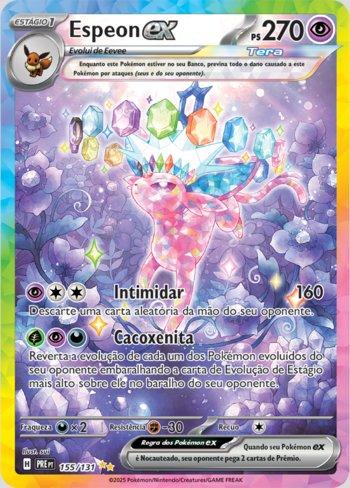 ESTÁGIO 1
Espeon ex
PS 270
Evolui de Eevee
Tera
Enquanto este Pokémon estiver no seu Banco, previna todo o dano causado a este
Pokémon por ataques (seus e do seu oponente).
Intimidar 160
Descarte uma carta aleatória da mão do seu oponente.
Cacoxenita
Reverta a evolução de cada um dos Pokémon evoluídos do
seu oponente embaralhando a carta de Evolução de Estágio
mais alto sobre ele no baralho do seu oponente.
Fraqueza x2 Resistência -30 Recuo
Ilust. sui
H PRE PT 155/131
Regra dos Pokémon ex
Quando seu Pokémon ex
é Nocauteado, seu oponente pega 2 cartas de Prêmio.
©2025 Pokémon/Nintendo/Creatures/GAME FREAK